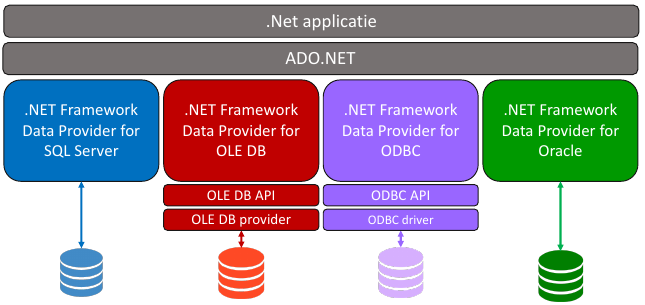 .Net applicatie
ADO.NET
.NET Framework
Data Provider for
SQL Server
.NET Framework
Data Provider for
OLE DB
.NET Framework
Data Provider for
ODBC
.NET Framework
Data Provider for
Oracle
OLE DB API
ODBC API
OLE DB provider
ODBC driver